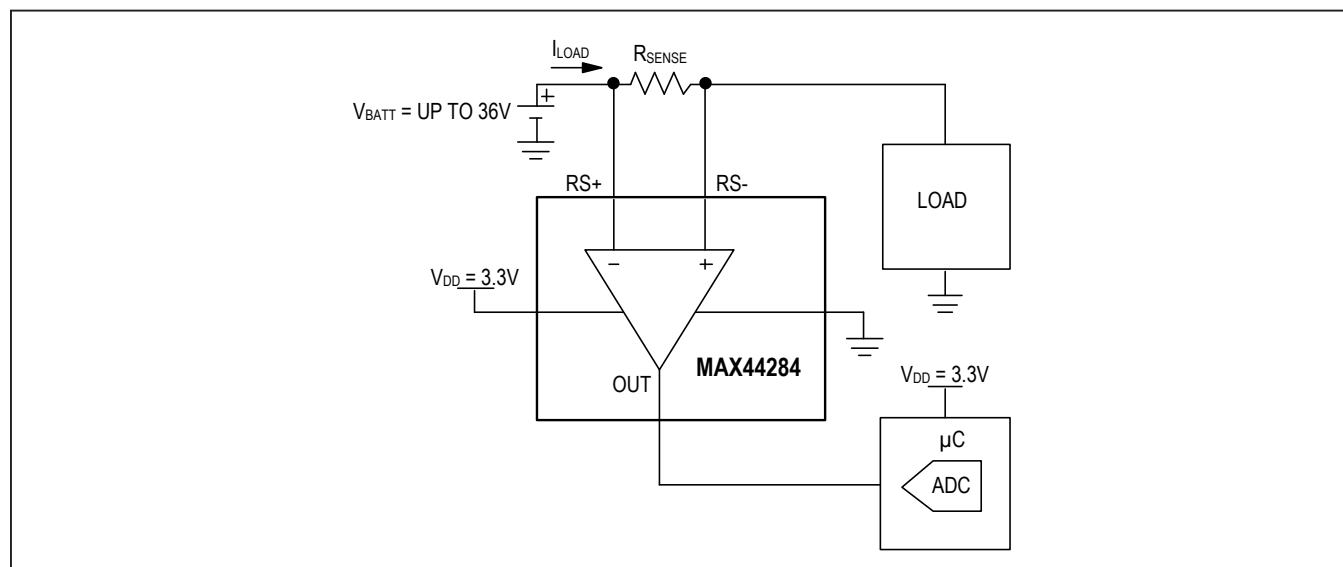 ILOAD
RSENSE
+
VBATT = UP TO 36V
RS+
RS-
LOAD
− +
VDD = 3.3V
MAX44284
OUT
VDD = 3.3V
µC
ADC